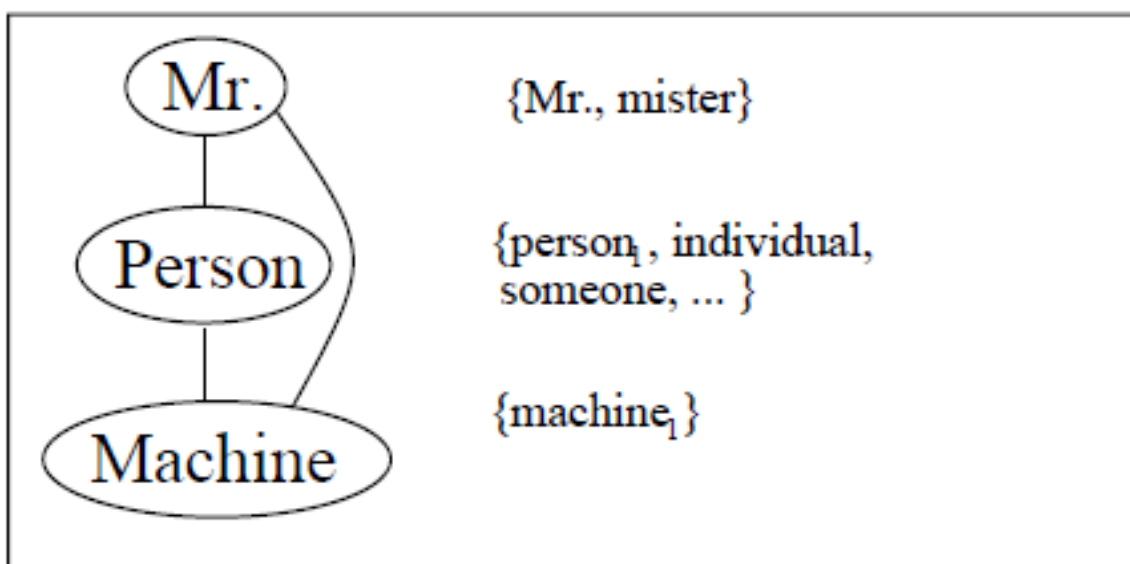 Mr.
{Mr., mister}
Person
{person₁, individual,
someone, ... }
Machine
{machine₁}